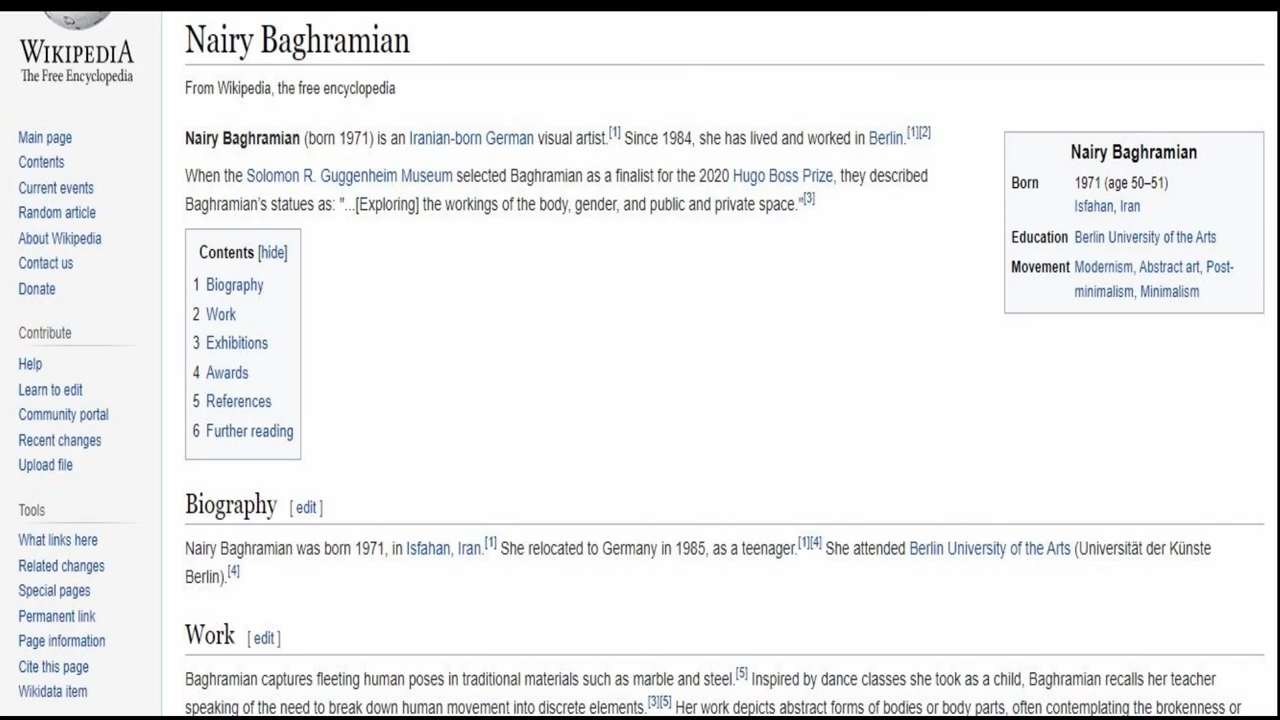 WIKIPEDIA
The Free Encyclopedia
Main page
Contents
Current events
Random article
About Wikipedia
Contact us
Donate
Contribute
Help
Learn to edit
Community portal
Recent changes
Upload file
Tools
What links here
Related changes
Special pages
Permanent link
Page information
Cite this page
Wikidata item
Nairy Baghramian
From Wikipedia, the free encyclopedia
Nairy Baghramian (born 1971) is an Iranian-born German visual artist.[1] Since 1984, she has lived and worked in Berlin.[1][2]
When the Solomon R. Guggenheim Museum selected Baghramian as a finalist for the 2020 Hugo Boss Prize, they described
Baghramian's statues as: "...[Exploring] the workings of the body, gender, and public and private space."[3]
Nairy Baghramian
Born 1971 (age 50–51)
Isfahan, Iran
Education Berlin University of the Arts
Movement Modernism, Abstract art, Post-
minimalism, Minimalism
Contents [hide]
1 Biography
2 Work
3 Exhibitions
4 Awards
5 References
6 Further reading
Biography [ edit ]
Nairy Baghramian was born 1971, in Isfahan, Iran.[1] She relocated to Germany in 1985, as a teenager.[1][4] She attended Berlin University of the Arts (Universität der Künste
Berlin).[4]
Work [ edit ]
Baghramian captures fleeting human poses in traditional materials such as marble and steel.[5] Inspired by dance classes she took as a child, Baghramian recalls her teacher
speaking of the need to break down human movement into discrete elements.[3][5] Her work depicts abstract forms of bodies or body parts, often contemplating the brokenness or